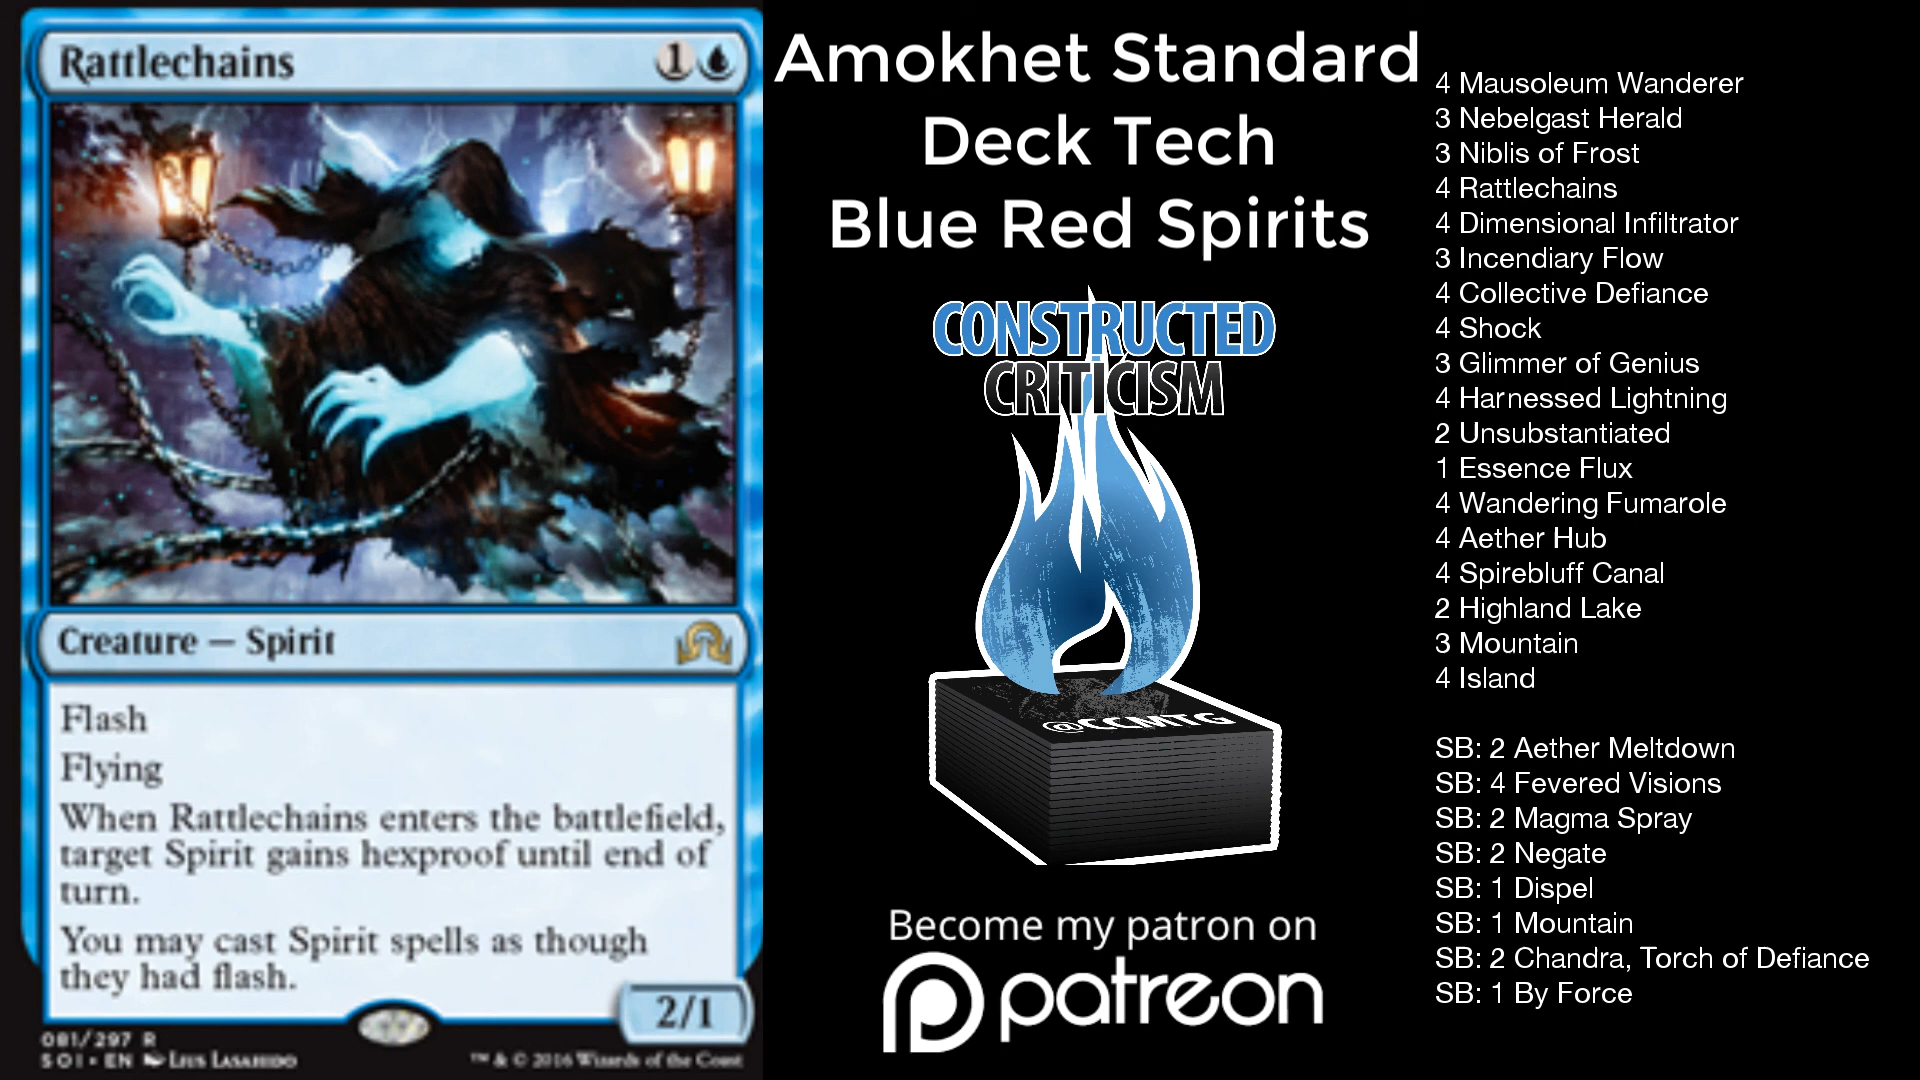 Rattlechains
1
Creature — Spirit
Flash
Flying
When Rattlechains enters the battlefield,
target Spirit gains hexproof until end of
turn.
You may cast Spirit spells as though
they had flash.
2/1
081/297 R
SOI • EN
™ & © 2016 Wizards of the Coast
Amokhet Standard
Deck Tech
Blue Red Spirits
CONSTRUCTED
CRITICISM
@CCMTG
Become my patron on
patreon
4 Mausoleum Wanderer
3 Nebelgast Herald
3 Niblis of Frost
4 Rattlechains
4 Dimensional Infiltrator
3 Incendiary Flow
4 Collective Defiance
4 Shock
3 Glimmer of Genius
4 Harnessed Lightning
2 Unsubstantiated
1 Essence Flux
4 Wandering Fumarole
4 Aether Hub
4 Spirebluff Canal
2 Highland Lake
3 Mountain
4 Island
SB: 2 Aether Meltdown
SB: 4 Fevered Visions
SB: 2 Magma Spray
SB: 2 Negate
SB: 1 Dispel
SB: 1 Mountain
SB: 2 Chandra, Torch of Defiance
SB: 1 By Force